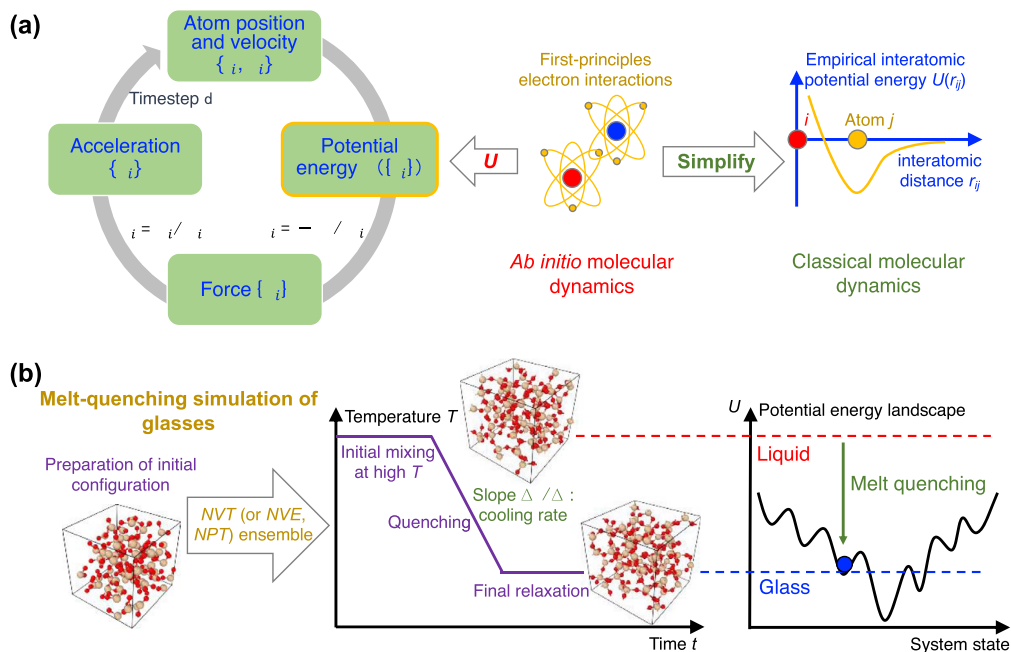 (a)
Atom position
and velocity
{ i, i}
Timestep d
Acceleration
{ i}
Potential
energy ({ i})
i = i/ i
i = − / i
Force { i}
U
First-principles
electron interactions
Simplify
Empirical interatomic
potential energy U(rij)
i
Atom j
interatomic
distance rij
Ab initio molecular
dynamics
Classical molecular
dynamics
(b)
Melt-quenching simulation of
glasses
Preparation of initial
configuration
NVT (or NVE,
NPT) ensemble
Temperature T
Initial mixing
at high T
Quenching
Slope Δ /Δ :
cooling rate
Final relaxation
Time t
U
Potential energy landscape
Liquid
Melt quenching
Glass
System state